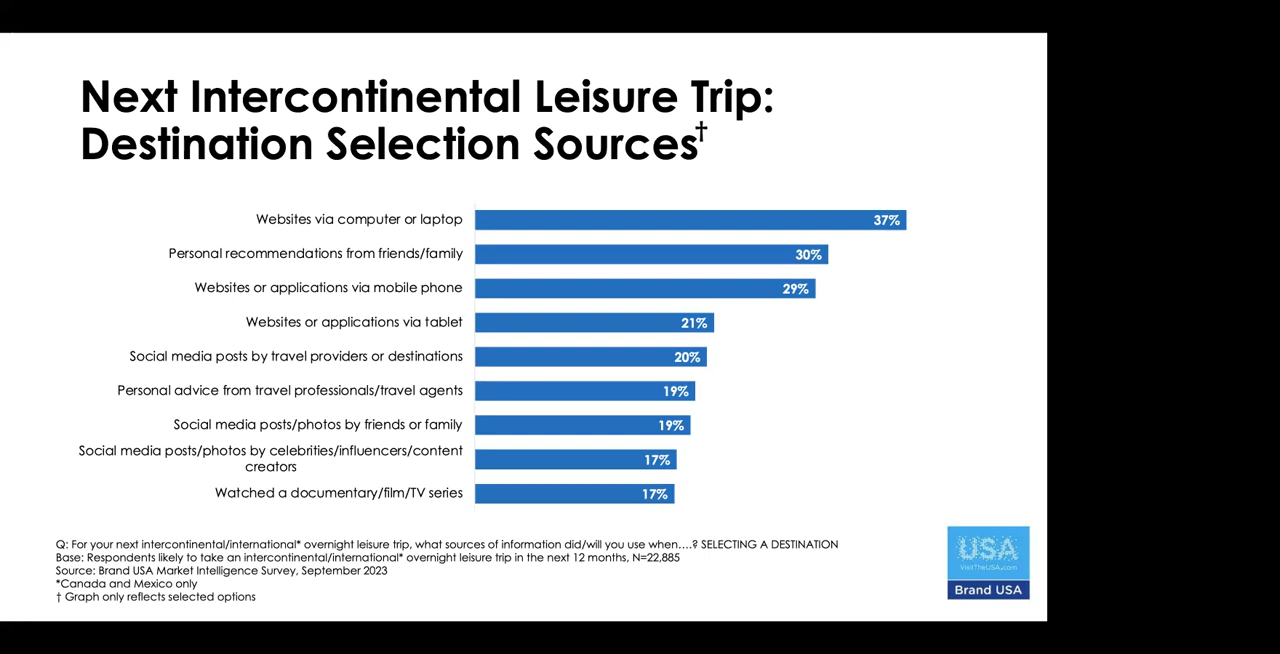 Next Intercontinental Leisure Trip:
Destination Selection Sources†
Websites via computer or laptop 37%
Personal recommendations from friends/family 30%
Websites or applications via mobile phone 29%
Websites or applications via tablet 21%
Social media posts by travel providers or destinations 20%
Personal advice from travel professionals/travel agents 19%
Social media posts/photos by friends or family 19%
Social media posts/photos by celebrities/influencers/content
creators 17%
Watched a documentary/film/TV series 17%
Q: For your next intercontinental/international* overnight leisure trip, what sources of information did/will you use when....? SELECTING A DESTINATION
Base: Respondents likely to take an intercontinental/international* overnight leisure trip in the next 12 months, N=22,885
Source: Brand USA Market Intelligence Survey, September 2023
*Canada and Mexico only
† Graph only reflects selected options
USA
VisitTheUSA.com
Brand USA